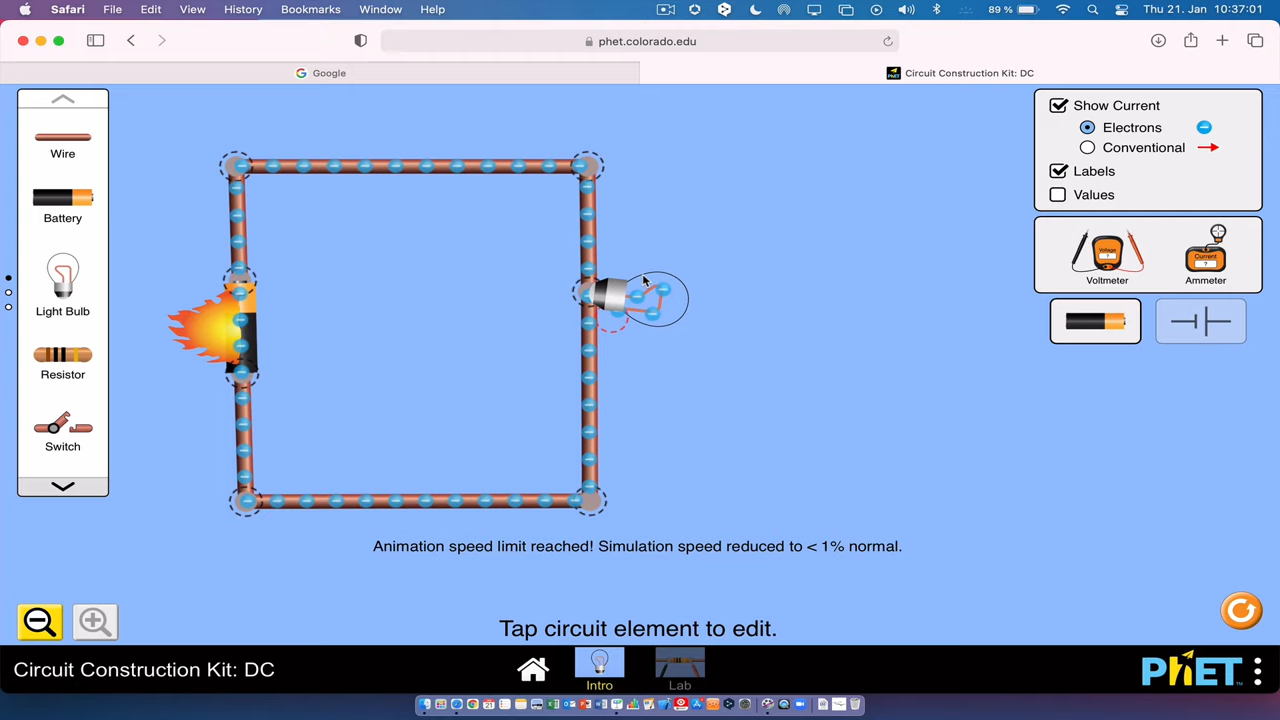 Safari File Edit View History Bookmarks Window Help 89 % Thu 21. Jan 10:37:01
phet.colorado.edu
Google
Circuit Construction Kit: DC
Wire
Battery
Light Bulb
Resistor
Switch
Show Current
Electrons
Conventional
Labels
Values
Voltage
?
Voltmeter
Current
?
Ammeter
Animation speed limit reached! Simulation speed reduced to < 1% normal.
Tap circuit element to edit.
Circuit Construction Kit: DC
Intro
Lab
PhET